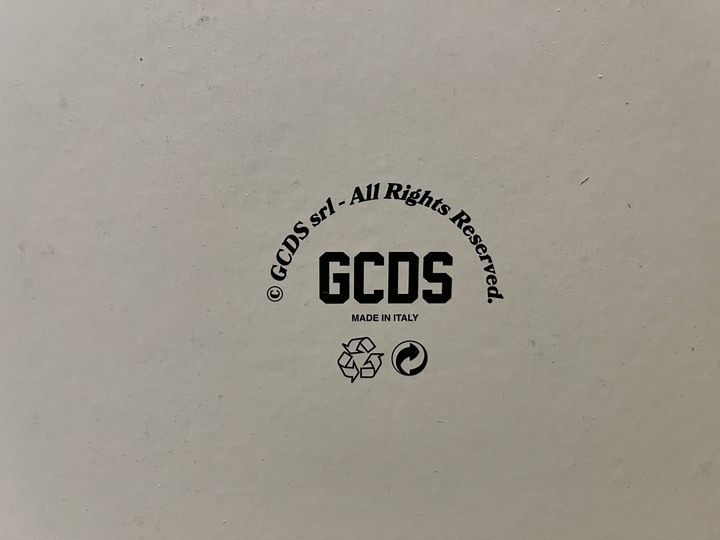 © GCDS srl - All Rights Reserved.
GCDS
MADE IN ITALY